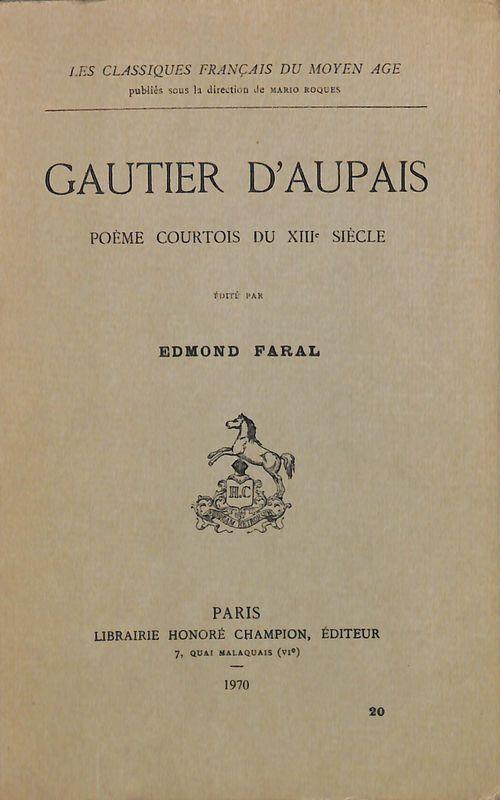 LES CLASSIQUES FRANÇAIS DU MOYEN AGE
publiés sous la direction de MARIO ROQUES
GAUTIER D'AUPAIS
POÈME COURTOIS DU XIIIe SIÈCLE
ÉDITÉ PAR
EDMOND FARAL
H.C
PARIS
LIBRAIRIE HONORÉ CHAMPION, ÉDITEUR
7, QUAI MALAQUAIS (VIe)
1970
20